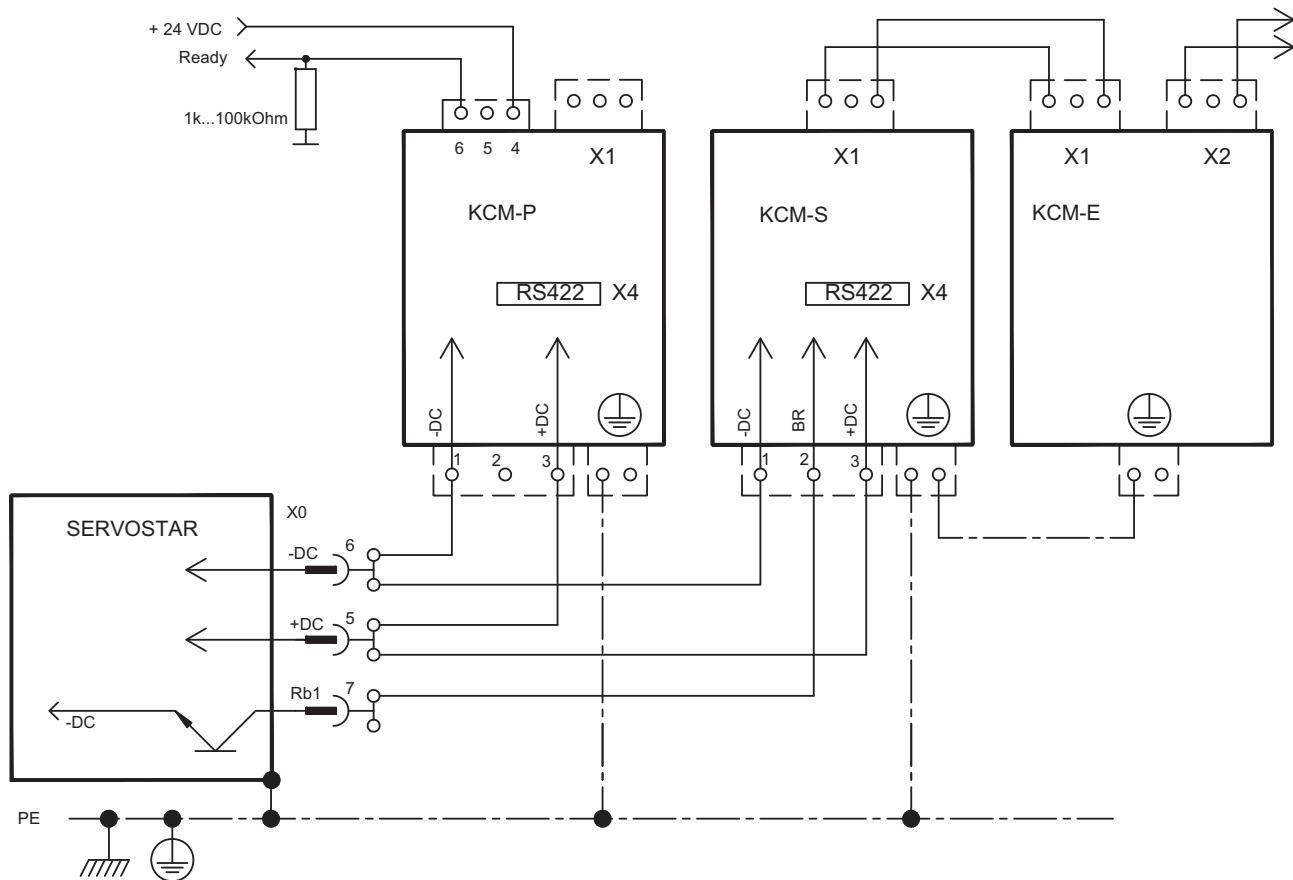 + 24 VDC
Ready
1k...100kOhm
6 5 4
X1
KCM-P
RS422 X4
-DC
+DC
1 2 3
X1
KCM-S
RS422 X4
-DC
BR
+DC
1 2 3
X1 X2
KCM-E
SERVOSTAR
X0
-DC 6
+DC 5
Rb1 7
-DC
PE